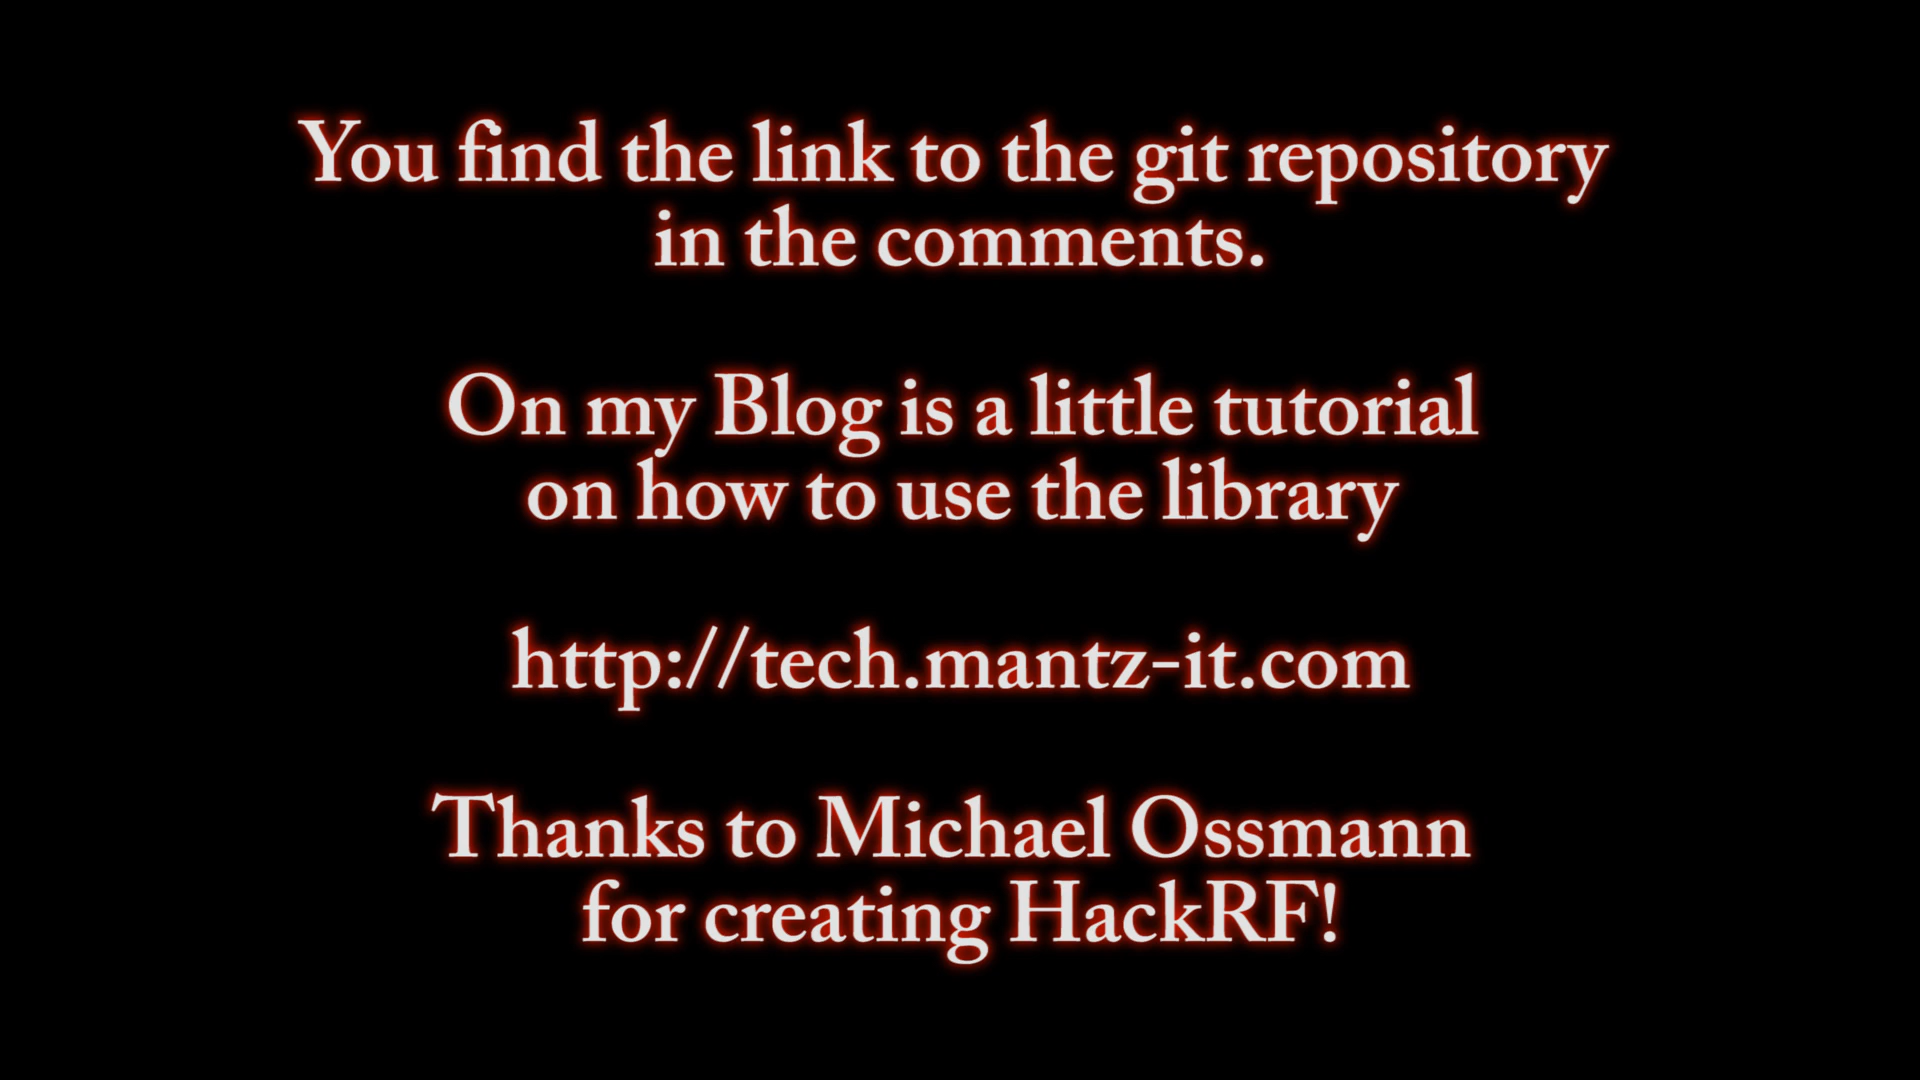 You find the link to the git repository
in the comments.
On my Blog is a little tutorial
on how to use the library
http://tech.mantz-it.com
Thanks to Michael Ossmann
for creating HackRF!